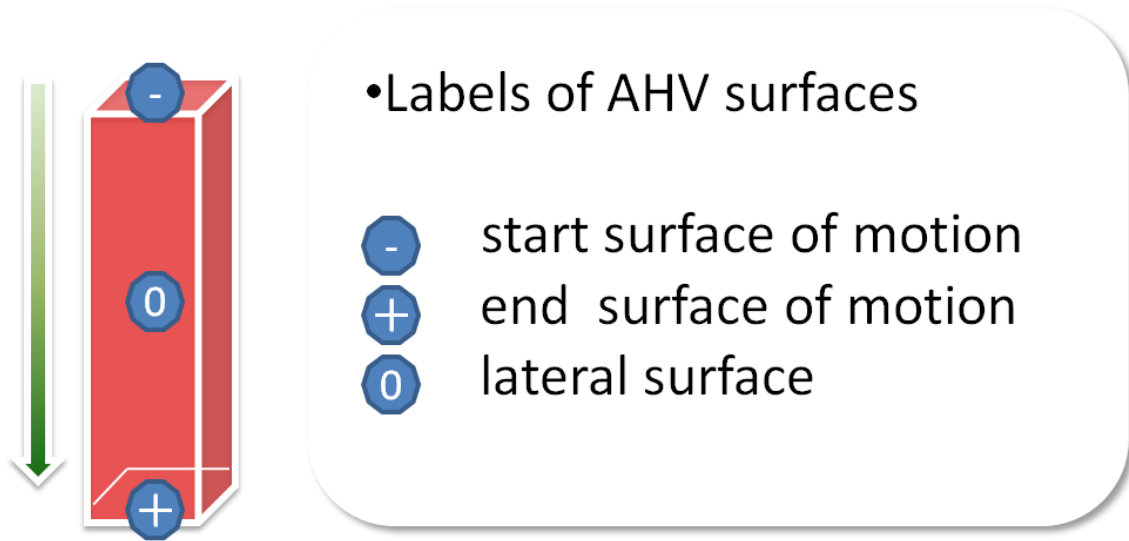 -
0
+
•Labels of AHV surfaces
- start surface of motion
+ end  surface of motion
0 lateral surface